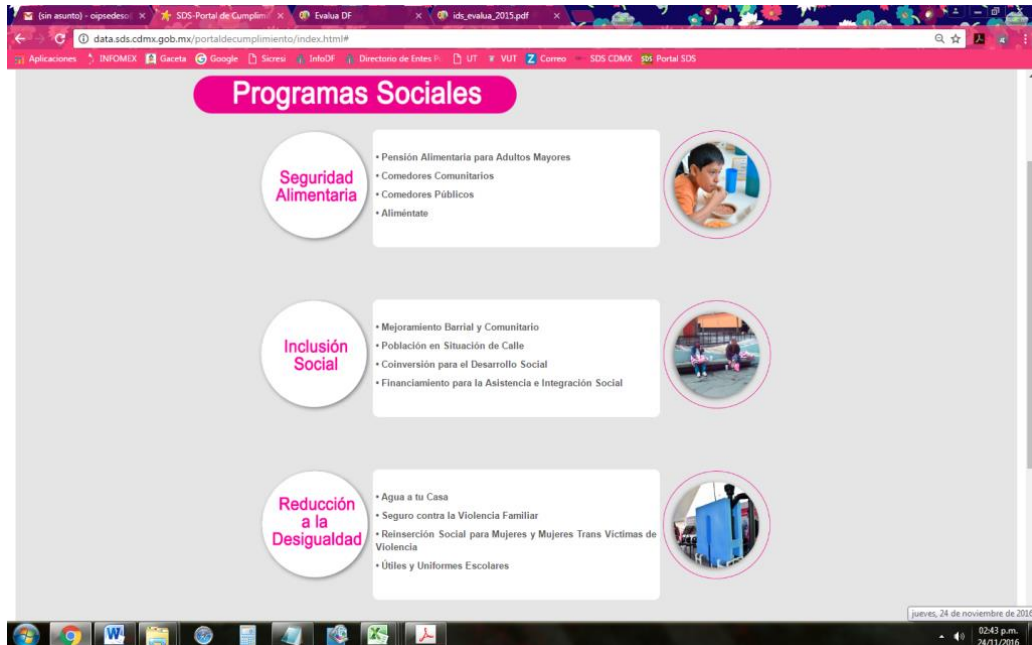 (sin asunto) - oipsedeso
SDS-Portal de Cumplim
Evalua DF
ids_evalua_2015.pdf
data.sds.cdmx.gob.mx/portaldecumplimiento/index.html#
Aplicaciones INFOMEX Gaceta Google Sicresi InfoDF Directorio de Entes P UT VUT Correo SDS CDMX Portal SDS
Programas Sociales
Seguridad
Alimentaria
• Pensión Alimentaria para Adultos Mayores
• Comedores Comunitarios
• Comedores Públicos
• Aliméntate
Inclusión
Social
• Mejoramiento Barrial y Comunitario
• Población en Situación de Calle
• Coinversión para el Desarrollo Social
• Financiamiento para la Asistencia e Integración Social
Reducción
a la
Desigualdad
• Agua a tu Casa
• Seguro contra la Violencia Familiar
• Reinserción Social para Mujeres y Mujeres Trans Víctimas de
Violencia
• Útiles y Uniformes Escolares
jueves, 24 de noviembre de 2016
02:43 p.m.
24/11/2016